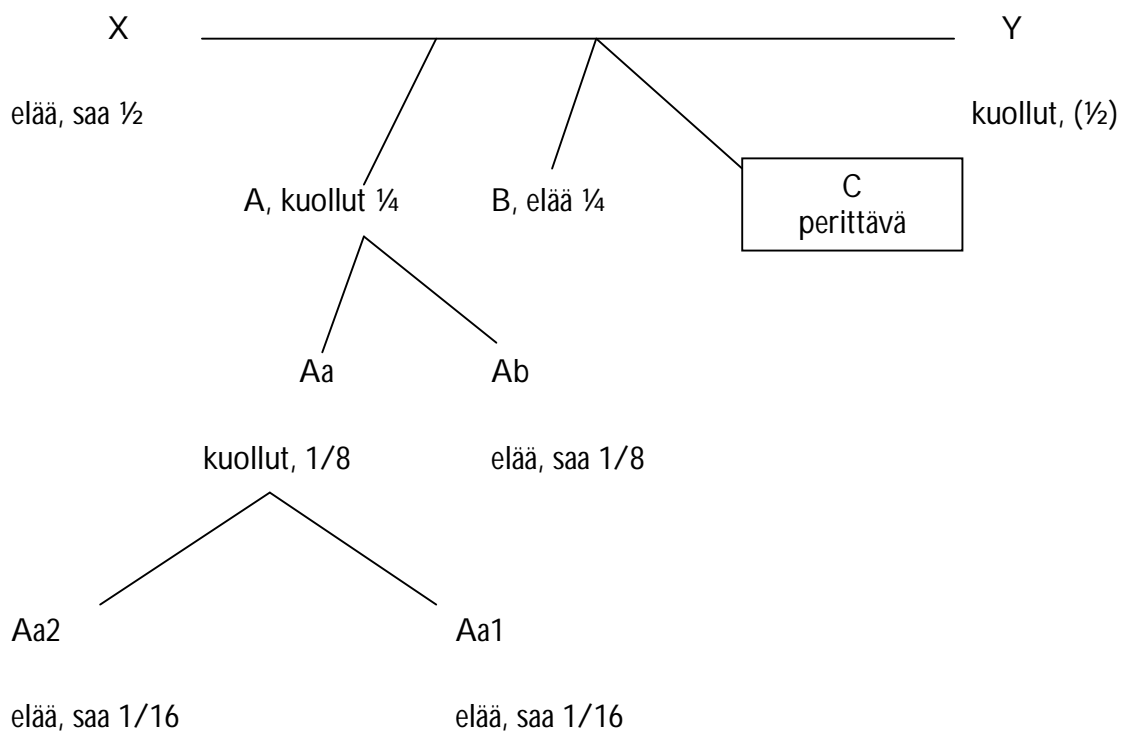 X
Y
elää, saa ½
kuollut, (½)
A, kuollut ¼
B, elää ¼
C
perittävä
Aa
Ab
kuollut, 1/8
elää, saa 1/8
Aa2
Aa1
elää, saa 1/16
elää, saa 1/16